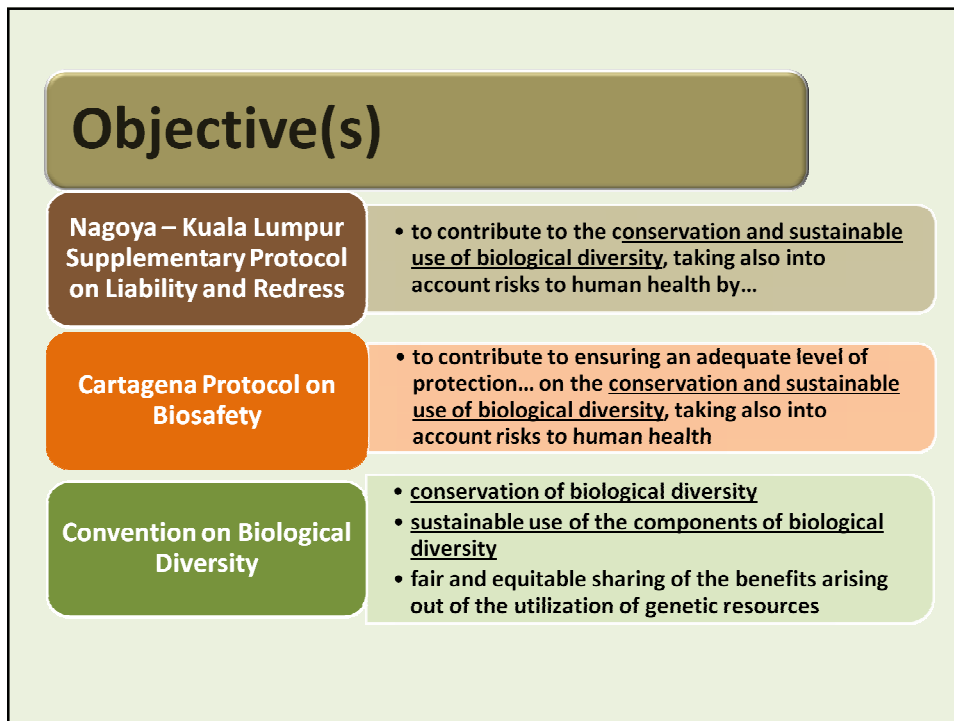 Objective(s)
Nagoya – Kuala Lumpur
Supplementary Protocol
on Liability and Redress
• to contribute to the conservation and sustainable
use of biological diversity, taking also into
account risks to human health by…
Cartagena Protocol on
Biosafety
• to contribute to ensuring an adequate level of
protection… on the conservation and sustainable
use of biological diversity, taking also into
account risks to human health
Convention on Biological
Diversity
• conservation of biological diversity
• sustainable use of the components of biological
diversity
• fair and equitable sharing of the benefits arising
out of the utilization of genetic resources